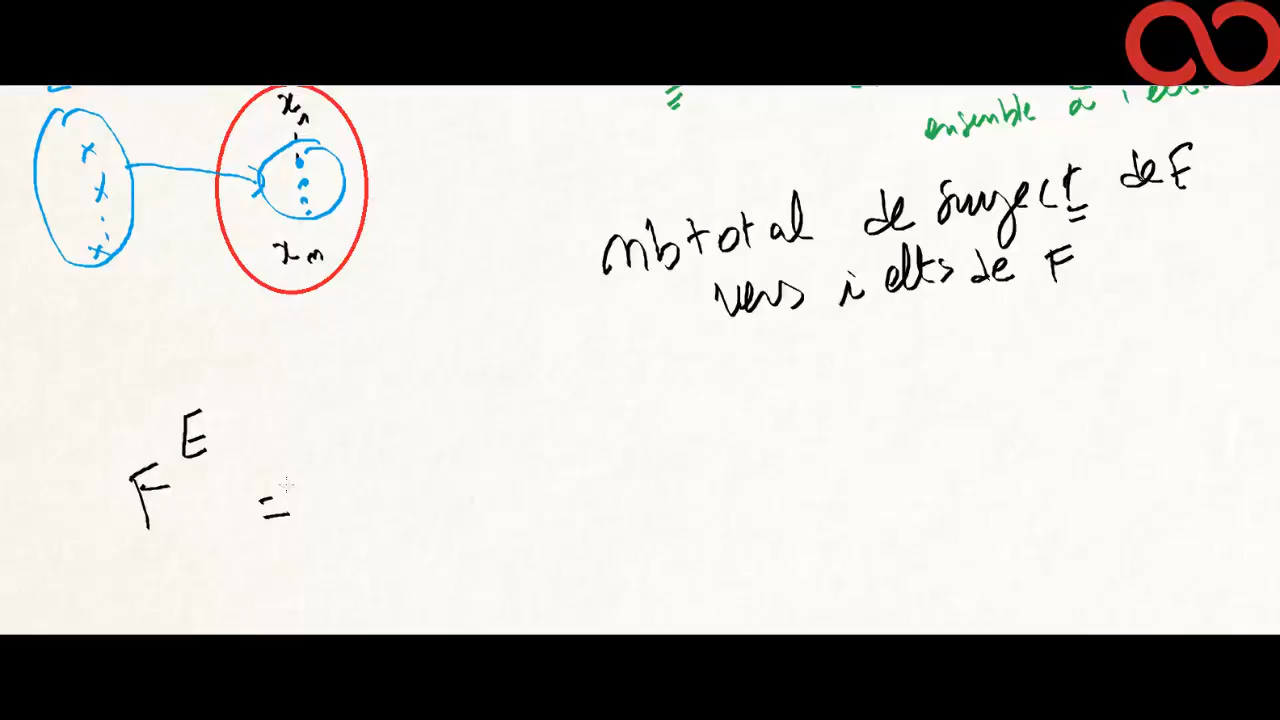 x₁
ensemble à i
nb total de surject de E
vers i elts de F
xₙ
F^E =